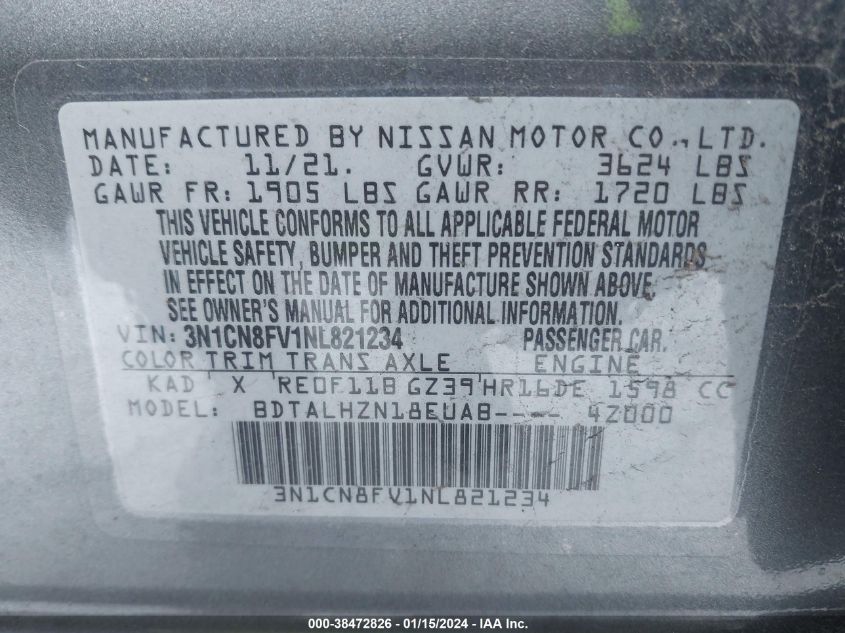 MANUFACTURED BY NISSAN MOTOR CO., LTD.
DATE: 11/21. GVWR: 3624 LBS
GAWR FR: 1905 LBS GAWR RR: 1720 LBS
THIS VEHICLE CONFORMS TO ALL APPLICABLE FEDERAL MOTOR
VEHICLE SAFETY, BUMPER AND THEFT PREVENTION STANDARDS
IN EFFECT ON THE DATE OF MANUFACTURE SHOWN ABOVE.
SEE OWNER'S MANUAL FOR ADDITIONAL INFORMATION.
VIN: 3N1CN8FV1NL821234 PASSENGER CAR.
COLOR TRIM TRANS AXLE ENGINE
KAD X RE0F11B GZ39 HR16DE 1598 CC
MODEL: BDTALHZN18EUAB---- 4Z000
3N1CN8FV1NL821234
000-38472826 - 01/15/2024 - IAA Inc.